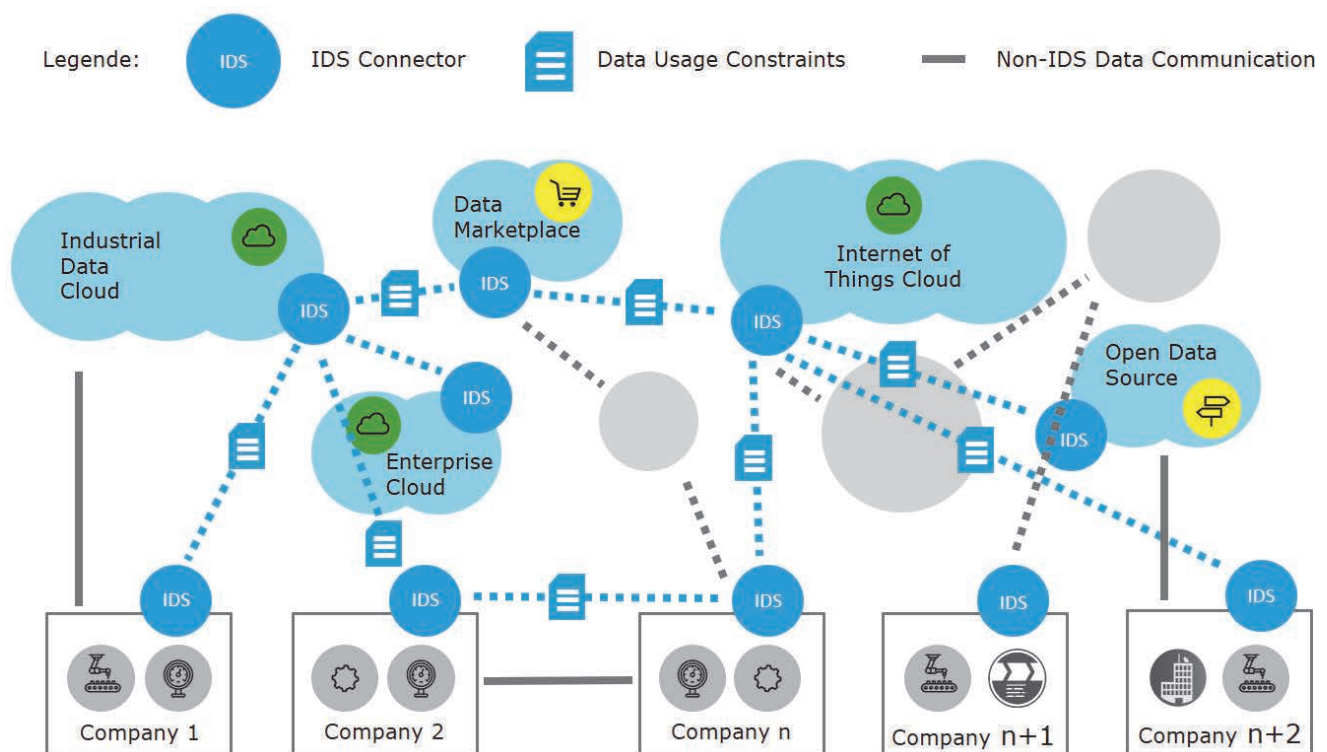 Legende:
IDS
IDS Connector
Data Usage Constraints
Non-IDS Data Communication
Industrial
Data
Cloud
IDS
Data
Marketplace
IDS
Internet of
Things Cloud
IDS
Open Data
Source
IDS
IDS
Enterprise
Cloud
IDS
IDS
IDS
IDS
IDS
Company 1
Company 2
Company n
Company n+1
Company n+2